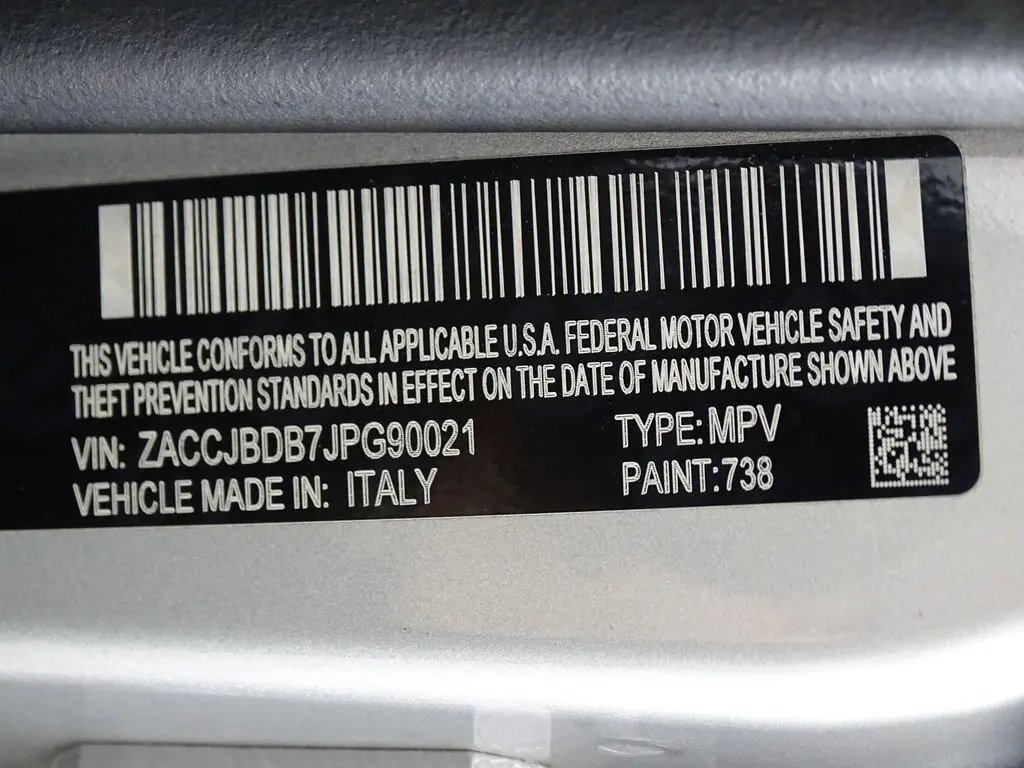 THIS VEHICLE CONFORMS TO ALL APPLICABLE U.S.A. FEDERAL MOTOR VEHICLE SAFETY AND
THEFT PREVENTION STANDARDS IN EFFECT ON THE DATE OF MANUFACTURE SHOWN ABOVE
VIN: ZACCJBDB7JPG90021 TYPE: MPV
VEHICLE MADE IN: ITALY PAINT: 738